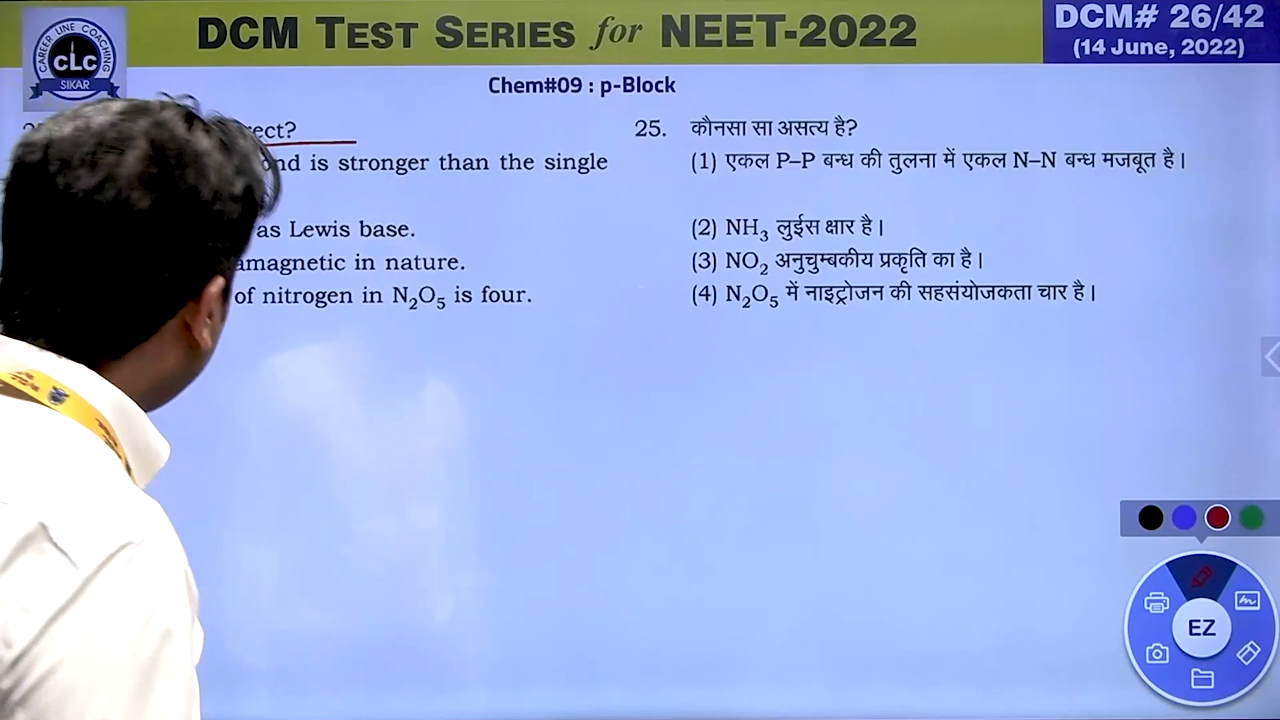 DCM TEST SERIES for NEET-2022
DCM# 26/42
(14 June, 2022)
CAREER LINE COACHING
CLC
SIKAR
Chem#09 : p-Block
rect?
nd is stronger than the single
as Lewis base.
amagnetic in nature.
of nitrogen in N₂O₅ is four.
25. कौनसा सा असत्य है?
(1) एकल P–P बन्ध की तुलना में एकल N–N बन्ध मजबूत है।
(2) NH₃ लुईस क्षार है।
(3) NO₂ अनुचुम्बकीय प्रकृति का है।
(4) N₂O₅ में नाइट्रोजन की सहसंयोजकता चार है।
EZ